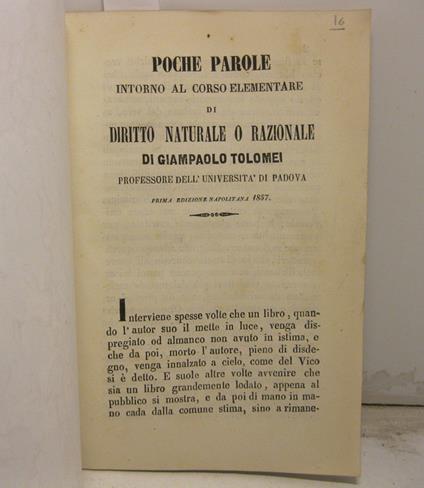 16
POCHE PAROLE
INTORNO AL CORSO ELEMENTARE
DI
DIRITTO NATURALE O RAZIONALE
DI GIAMPAOLO TOLOMEI
PROFESSORE DELL' UNIVERSITA' DI PADOVA
PRIMA EDIZIONE NAPOLITANA 1857.
Interviene spesse volte che un libro, quan-
do l' autor suo il mette in luce, venga dis-
pregiato od almanco non avuto in istima, e
che da poi, morto l' autore, pieno di disde-
gno, venga innalzato a cielo, come del Vico
si è detto. E suole altre volte avvenire che
sia un libro grandemente lodato, appena al
pubblico si mostra, e da poi di mano in ma-
no cada dalla comune stima, sino a rimane-